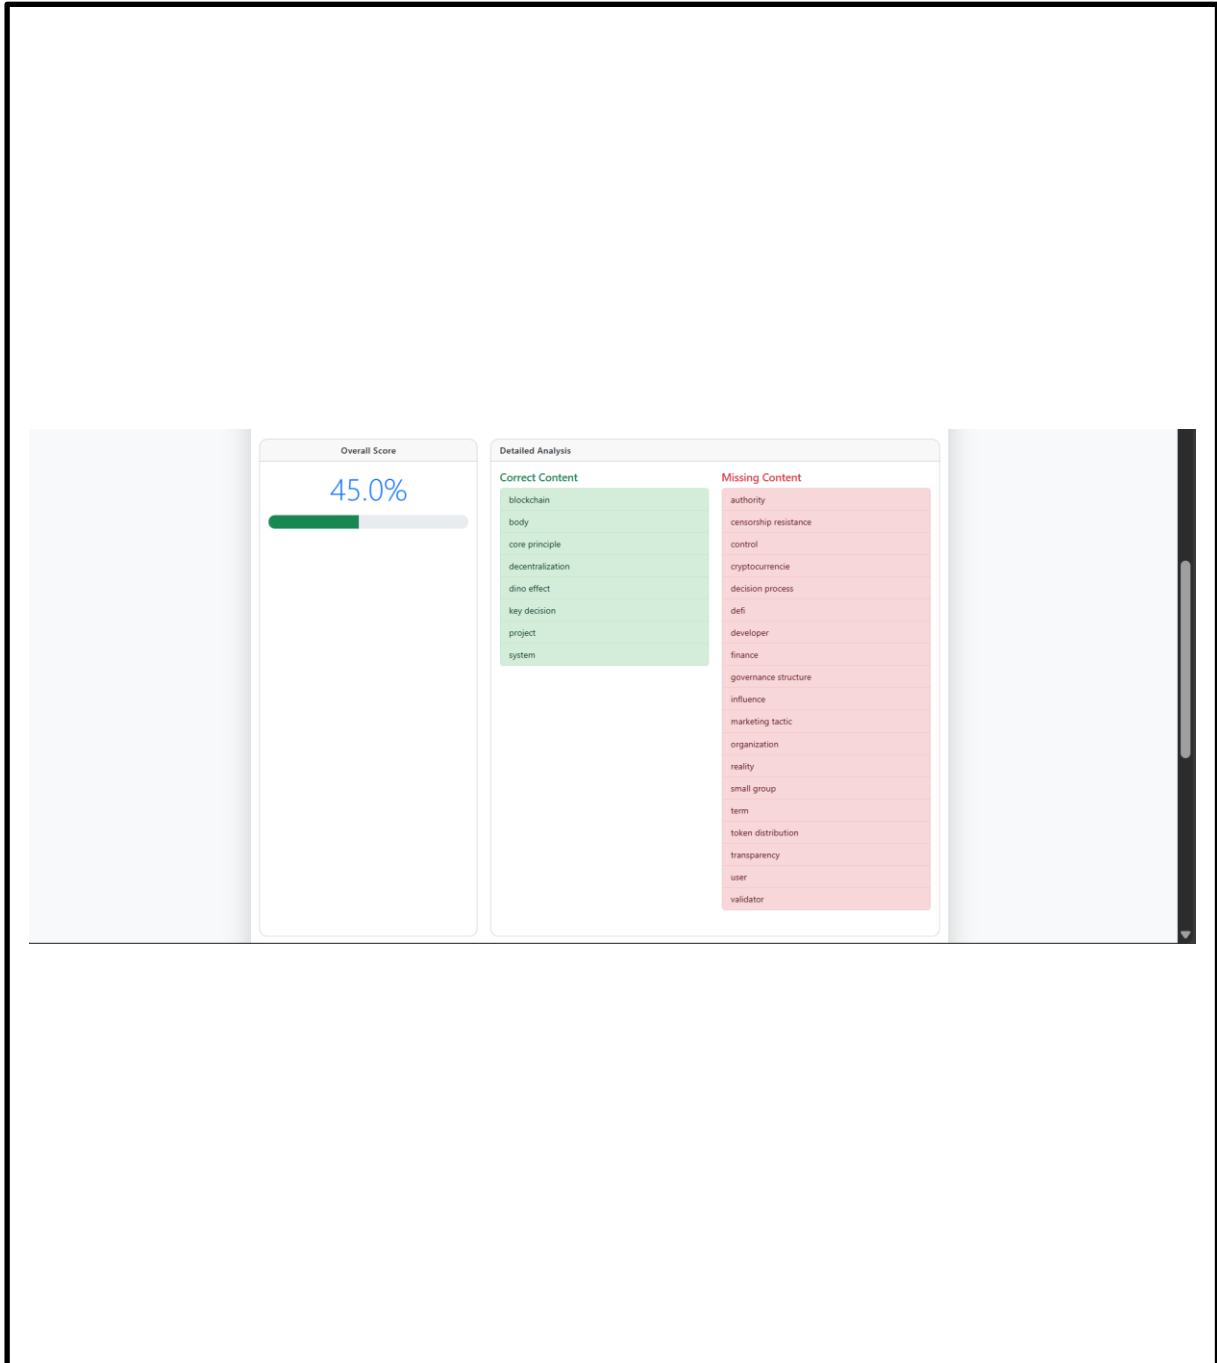 Overall Score
45.0%
Detailed Analysis
Correct Content
blockchain
body
core principle
decentralization
dino effect
key decision
project
system
Missing Content
authority
censorship resistance
control
cryptocurrencie
decision process
defi
developer
finance
governance structure
influence
marketing tactic
organization
reality
small group
term
token distribution
transparency
user
validator